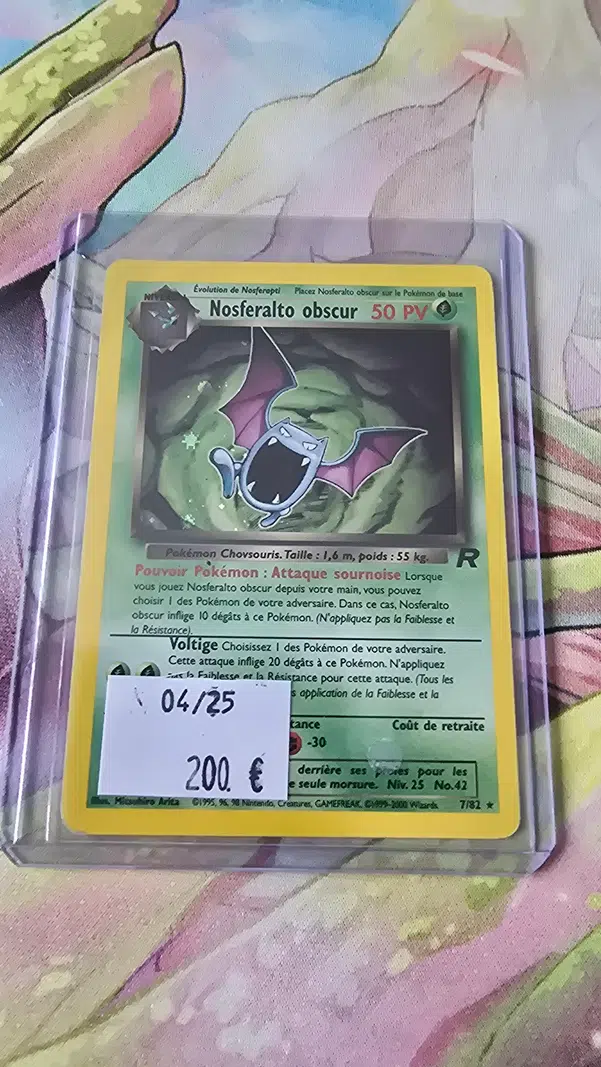 Évolution de Nosferapti Placez Nosferalto obscur sur le Pokémon de base
Nosferalto obscur 50 PV
Pokémon Chovsouris. Taille : 1,6 m, poids : 55 kg.
R
Pouvoir Pokémon : Attaque sournoise Lorsque
vous jouez Nosferalto obscur depuis votre main, vous pouvez
choisir 1 des Pokémon de votre adversaire. Dans ce cas, Nosferalto
obscur inflige 10 dégâts à ce Pokémon. (N'appliquez pas la Faiblesse et
la Résistance).
Voltige Choisissez 1 des Pokémon de votre adversaire.
Cette attaque inflige 20 dégâts à ce Pokémon. N'appliquez
la Faiblesse et la Résistance pour cette attaque. (Tous les
application de la Faiblesse et la
04/25
200. €
tance Coût de retraite
-30
derrière ses proies pour les
seule morsure. Niv. 25 No.42
Illus. Mitsuhiro Arita ©1995, 96, 98 Nintendo, Creatures, GAMEFREAK. ©1999-2000 Wizards. 7/82 ★